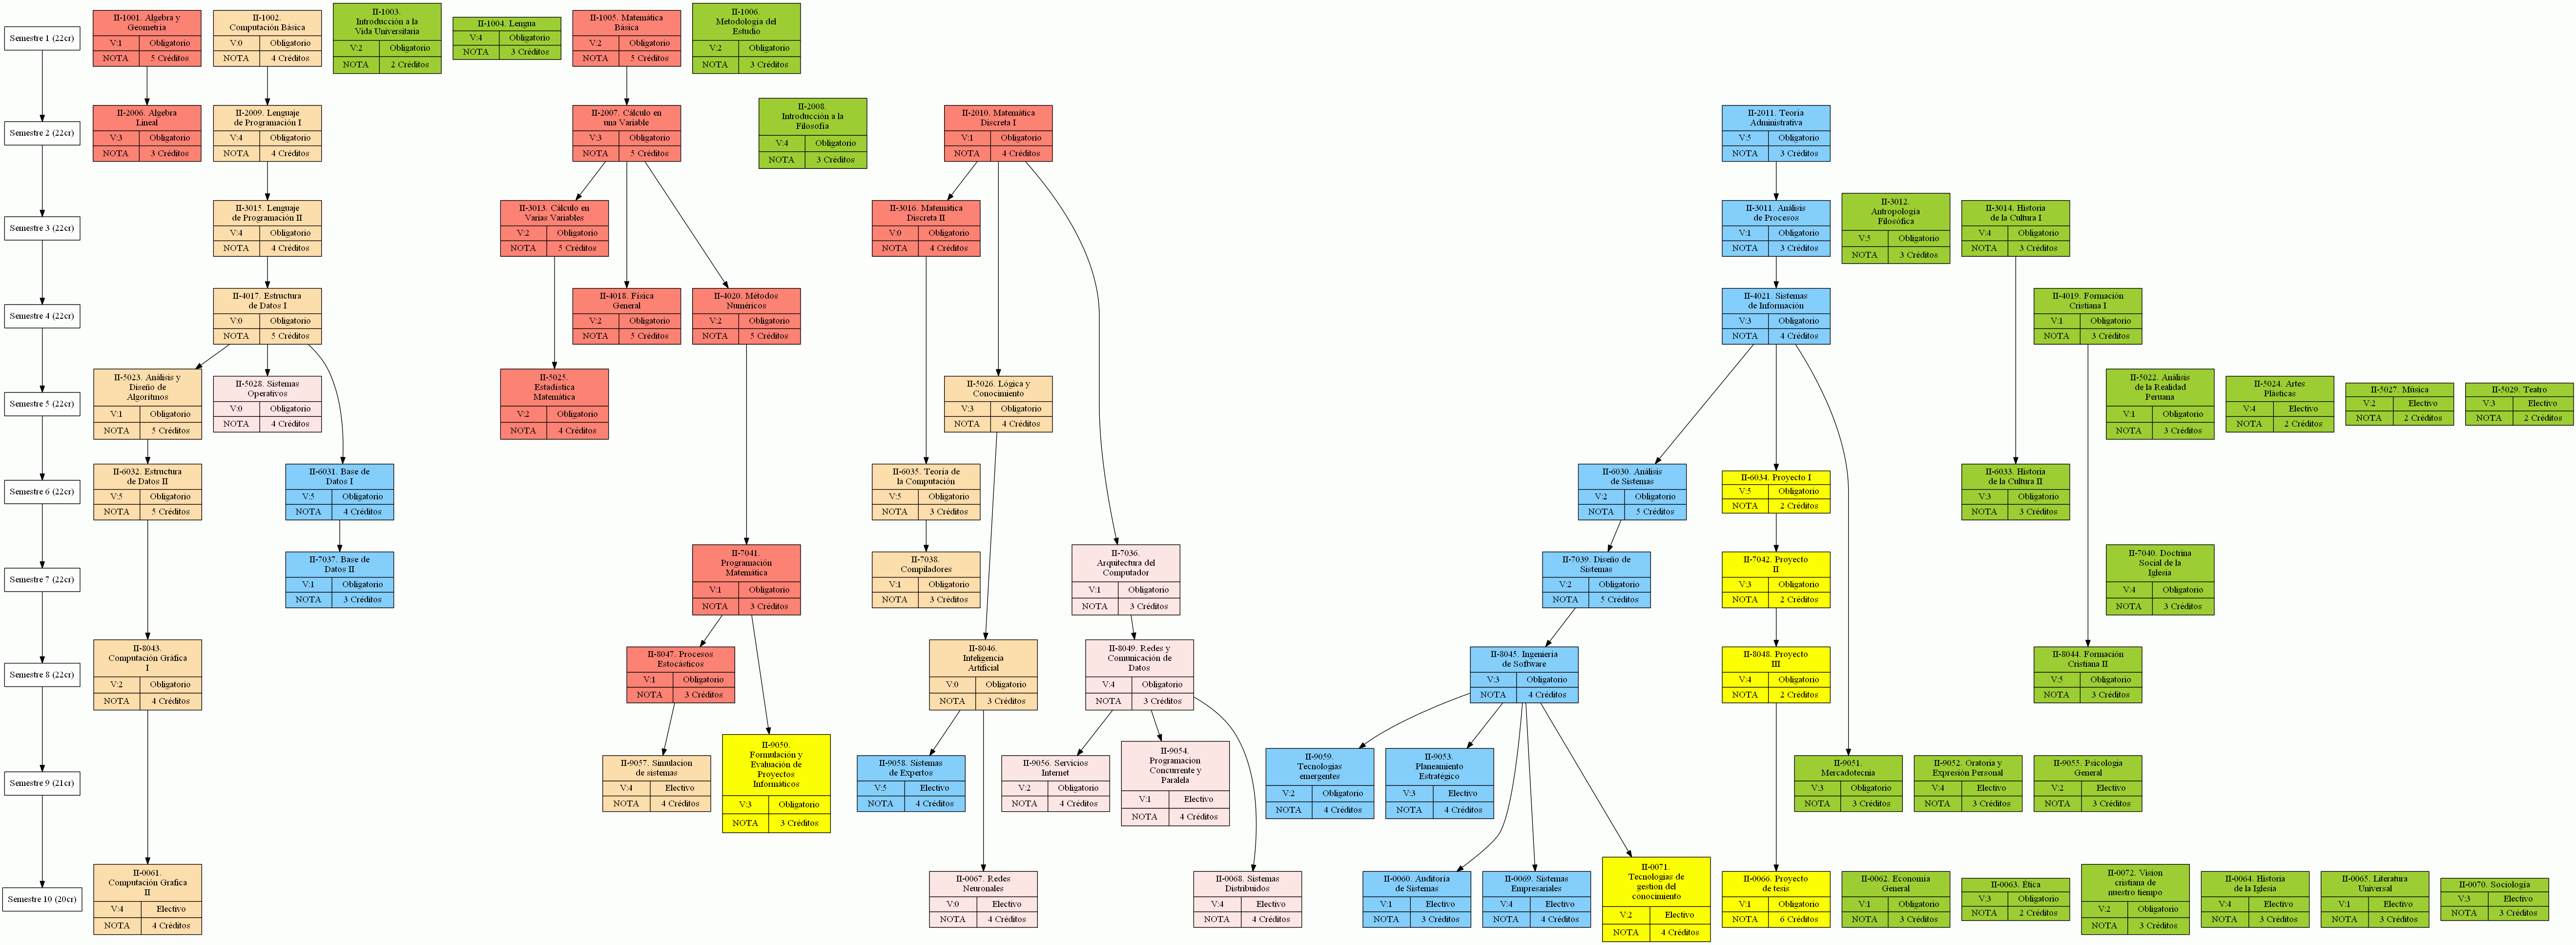 Semestre 1 (22cr)
II-1001. Algebra y
Geometría
V:1 Obligatorio
NOTA 5 Créditos
II-1002.
Computación Básica
V:0 Obligatorio
NOTA 4 Créditos
II-1003.
Introducción a la
Vida Universitaria
V:2 Obligatorio
NOTA 2 Créditos
II-1004. Lengua
V:4 Obligatorio
NOTA 3 Créditos
II-1005. Matemática
Básica
V:2 Obligatorio
NOTA 5 Créditos
II-1006.
Metodología del
Estudio
V:2 Obligatorio
NOTA 3 Créditos
Semestre 2 (22cr)
II-2006. Algebra
Lineal
V:3 Obligatorio
NOTA 3 Créditos
II-2009. Lenguaje
de Programación I
V:4 Obligatorio
NOTA 4 Créditos
II-2007. Cálculo en
una Variable
V:3 Obligatorio
NOTA 5 Créditos
II-2008.
Introducción a la
Filosofía
V:4 Obligatorio
NOTA 3 Créditos
II-2010. Matemática
Discreta I
V:1 Obligatorio
NOTA 4 Créditos
II-2011. Teoría
Administrativa
V:5 Obligatorio
NOTA 3 Créditos
Semestre 3 (22cr)
II-3015. Lenguaje
de Programación II
V:4 Obligatorio
NOTA 4 Créditos
II-3013. Cálculo en
Varias Variables
V:2 Obligatorio
NOTA 5 Créditos
II-3016. Matemática
Discreta II
V:0 Obligatorio
NOTA 4 Créditos
II-3011. Análisis
de Procesos
V:1 Obligatorio
NOTA 3 Créditos
II-3012.
Antropología
Filosófica
V:5 Obligatorio
NOTA 3 Créditos
II-3014. Historia
de la Cultura I
V:4 Obligatorio
NOTA 3 Créditos
Semestre 4 (22cr)
II-4017. Estructura
de Datos I
V:0 Obligatorio
NOTA 5 Créditos
II-4018. Física
General
V:2 Obligatorio
NOTA 5 Créditos
II-4020. Métodos
Numéricos
V:2 Obligatorio
NOTA 5 Créditos
II-4021. Sistemas
de Información
V:3 Obligatorio
NOTA 4 Créditos
II-4019. Formación
Cristiana I
V:1 Obligatorio
NOTA 3 Créditos
Semestre 5 (22cr)
II-5023. Análisis y
Diseño de
Algoritmos
V:1 Obligatorio
NOTA 5 Créditos
II-5028. Sistemas
Operativos
V:0 Obligatorio
NOTA 4 Créditos
II-5025.
Estadística
Matemática
V:2 Obligatorio
NOTA 4 Créditos
II-5026. Lógica y
Conocimiento
V:3 Obligatorio
NOTA 4 Créditos
II-5022. Análisis
de la Realidad
Peruana
V:1 Obligatorio
NOTA 3 Créditos
II-5024. Artes
Plásticas
V:4 Electivo
NOTA 2 Créditos
II-5027. Música
V:2 Electivo
NOTA 2 Créditos
II-5029. Teatro
V:3 Electivo
NOTA 2 Créditos
Semestre 6 (22cr)
II-6032. Estructura
de Datos II
V:5 Obligatorio
NOTA 5 Créditos
II-6031. Base de
Datos I
V:5 Obligatorio
NOTA 4 Créditos
II-6035. Teoría de
la Computación
V:5 Obligatorio
NOTA 3 Créditos
II-6030. Análisis
de Sistemas
V:2 Obligatorio
NOTA 5 Créditos
II-6034. Proyecto I
V:5 Obligatorio
NOTA 2 Créditos
II-6033. Historia
de la Cultura II
V:3 Obligatorio
NOTA 3 Créditos
Semestre 7 (22cr)
II-7037. Base de
Datos II
V:1 Obligatorio
NOTA 3 Créditos
II-7041.
Programación
Matemática
V:1 Obligatorio
NOTA 3 Créditos
II-7038.
Compiladores
V:1 Obligatorio
NOTA 3 Créditos
II-7036.
Arquitectura del
Computador
V:1 Obligatorio
NOTA 3 Créditos
II-7039. Diseño de
Sistemas
V:2 Obligatorio
NOTA 5 Créditos
II-7042. Proyecto
II
V:3 Obligatorio
NOTA 2 Créditos
II-7040. Doctrina
Social de la
Iglesia
V:4 Obligatorio
NOTA 3 Créditos
Semestre 8 (22cr)
II-8043.
Computación Gráfica
I
V:2 Obligatorio
NOTA 4 Créditos
II-8047. Procesos
Estocásticos
V:1 Obligatorio
NOTA 3 Créditos
II-8046.
Inteligencia
Artificial
V:0 Obligatorio
NOTA 3 Créditos
II-8049. Redes y
Comunicación de
Datos
V:4 Obligatorio
NOTA 3 Créditos
II-8045. Ingenieria
de Software
V:3 Obligatorio
NOTA 4 Créditos
II-8048. Proyecto
III
V:4 Obligatorio
NOTA 2 Créditos
II-8044. Formación
Cristiana II
V:5 Obligatorio
NOTA 3 Créditos
Semestre 9 (21cr)
II-9057. Simulacion
de sistemas
V:4 Electivo
NOTA 4 Créditos
II-9050.
Formulación y
Evaluación de
Proyectos
Informáticos
V:3 Obligatorio
NOTA 3 Créditos
II-9058. Sistemas
de Expertos
V:5 Electivo
NOTA 4 Créditos
II-9056. Servicios
Internet
V:2 Obligatorio
NOTA 4 Créditos
II-9054.
Programacion
Concurrente y
Paralela
V:1 Electivo
NOTA 4 Créditos
II-9059.
Tecnologías
emergentes
V:2 Obligatorio
NOTA 4 Créditos
II-9053.
Planeamiento
Estratégico
V:3 Electivo
NOTA 4 Créditos
II-9051.
Mercadotecnia
V:3 Obligatorio
NOTA 3 Créditos
II-9052. Oratoria y
Expresión Personal
V:4 Electivo
NOTA 3 Créditos
II-9055. Psicología
General
V:2 Electivo
NOTA 3 Créditos
Semestre 10 (20cr)
II-0061.
Computación Grafica
II
V:4 Electivo
NOTA 4 Créditos
II-0067. Redes
Neuronales
V:0 Electivo
NOTA 4 Créditos
II-0068. Sistemas
Distribuidos
V:4 Electivo
NOTA 4 Créditos
II-0060. Auditoria
de Sistemas
V:1 Electivo
NOTA 3 Créditos
II-0069. Sistemas
Empresariales
V:4 Electivo
NOTA 4 Créditos
II-0071.
Tecnologías de
gestion del
conocimiento
V:2 Electivo
NOTA 4 Créditos
II-0066. Proyecto
de tesis
V:1 Obligatorio
NOTA 6 Créditos
II-0062. Economía
General
V:1 Obligatorio
NOTA 3 Créditos
II-0063. Ética
V:3 Obligatorio
NOTA 2 Créditos
II-0072. Vision
cristiana de
nuestro tiempo
V:2 Obligatorio
NOTA 3 Créditos
II-0064. Historia
de la Iglesia
V:4 Electivo
NOTA 3 Créditos
II-0065. Literatura
Universal
V:1 Electivo
NOTA 3 Créditos
II-0070. Sociología
V:3 Electivo
NOTA 3 Créditos